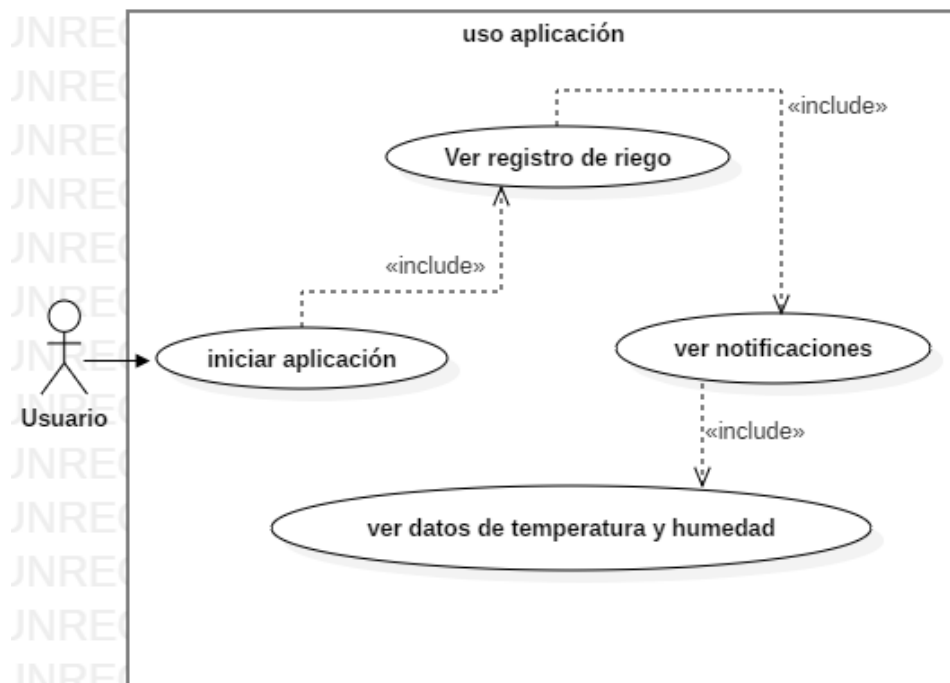 uso aplicación
«include»
Ver registro de riego
«include»
iniciar aplicación
ver notificaciones
Usuario
«include»
ver datos de temperatura y humedad